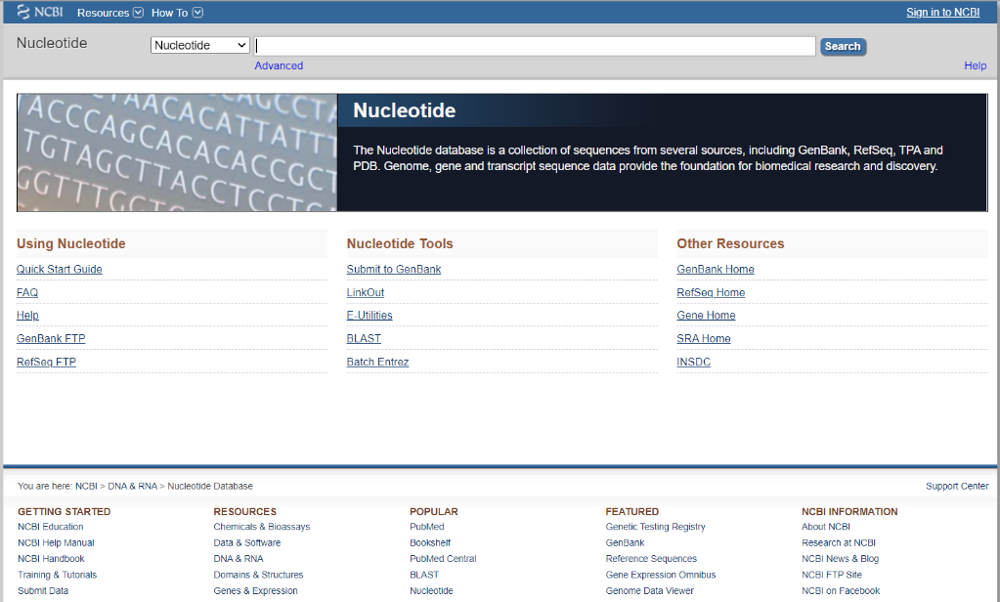 NCBI Resources How To Sign in to NCBI
Nucleotide Nucleotide Search
Advanced Help
ACCCAGCACACACCGCT
Nucleotide
The Nucleotide database is a collection of sequences from several sources, including GenBank, RefSeq, TPA and
PDB. Genome, gene and transcript sequence data provide the foundation for biomedical research and discovery.
Using Nucleotide Nucleotide Tools Other Resources
Quick Start Guide Submit to GenBank GenBank Home
FAQ LinkOut RefSeq Home
Help E-Utilities Gene Home
GenBank FTP BLAST SRA Home
RefSeq FTP Batch Entrez INSDC
You are here: NCBI > DNA & RNA > Nucleotide Database Support Center
GETTING STARTED RESOURCES POPULAR FEATURED NCBI INFORMATION
NCBI Education Chemicals & Bioassays PubMed Genetic Testing Registry About NCBI
NCBI Help Manual Data & Software Bookshelf GenBank Research at NCBI
NCBI Handbook DNA & RNA PubMed Central Reference Sequences NCBI News & Blog
Training & Tutorials Domains & Structures BLAST Gene Expression Omnibus NCBI FTP Site
Submit Data Genes & Expression Nucleotide Genome Data Viewer NCBI on Facebook